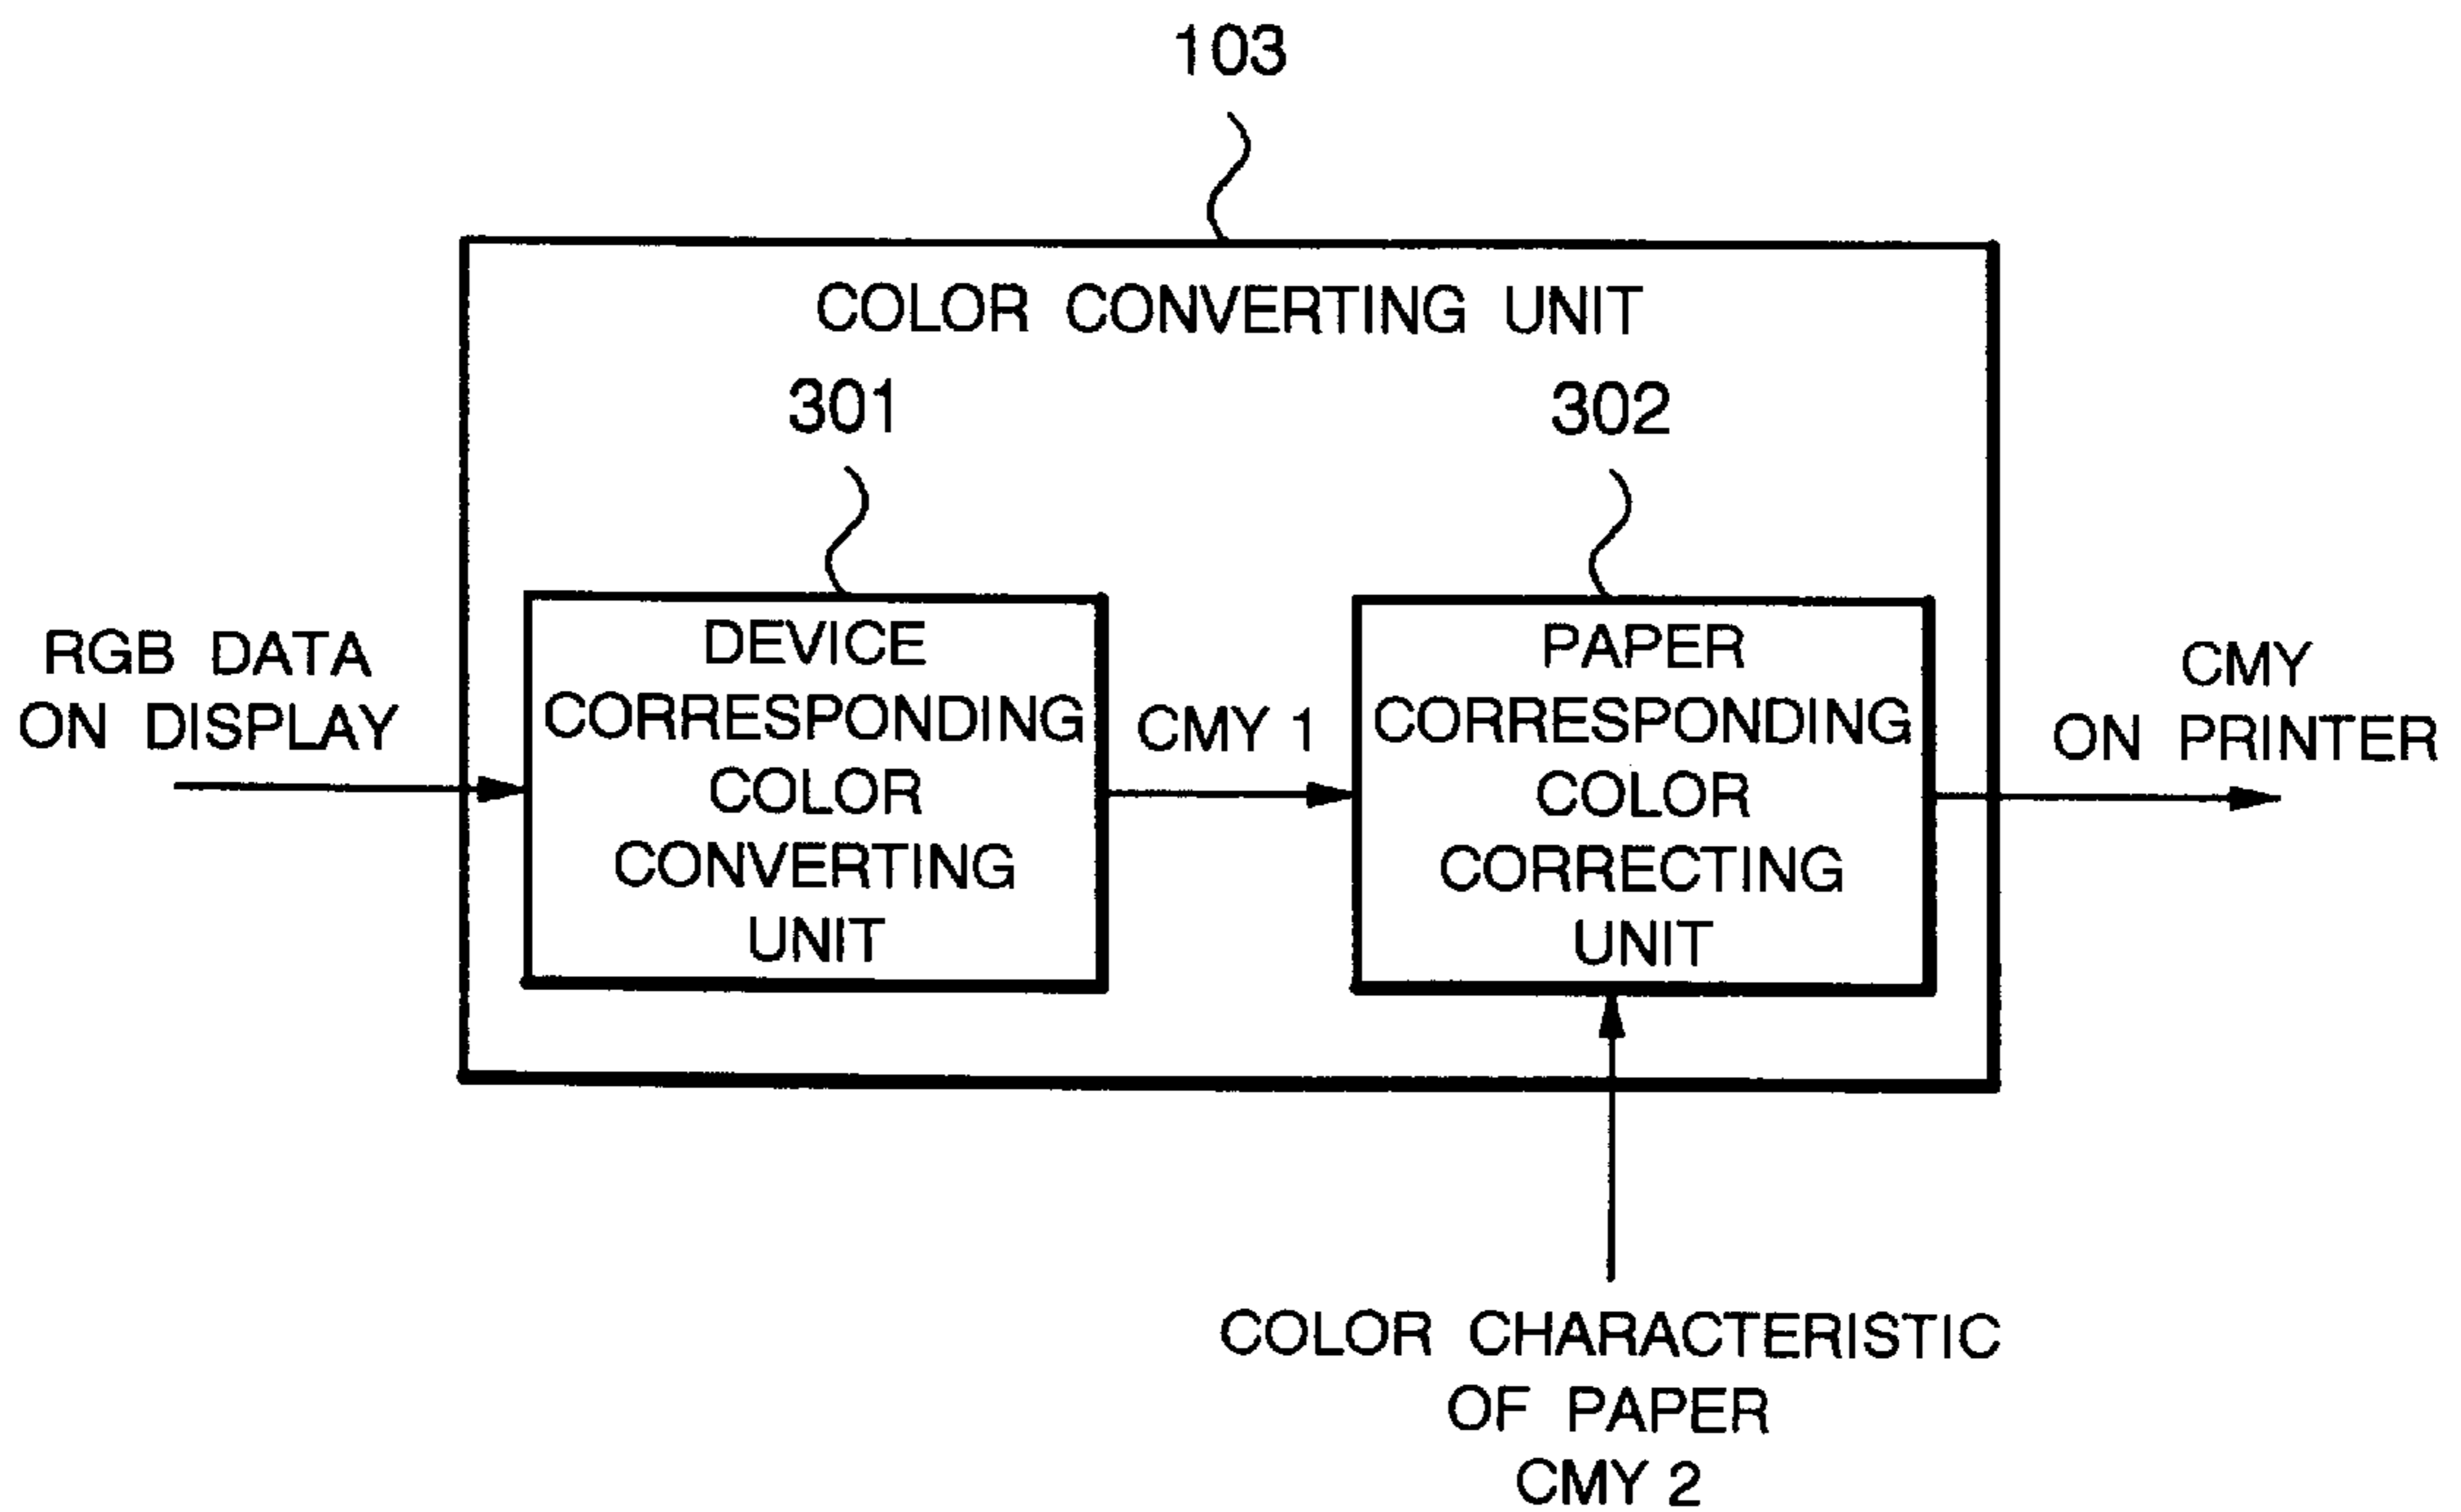 103
COLOR CONVERTING UNIT
301
302
RGB DATA
ON DISPLAY
DEVICE
CORRESPONDING
COLOR
CONVERTING
UNIT
CMY 1
PAPER
CORRESPONDING
COLOR
CORRECTING
UNIT
CMY
ON PRINTER
COLOR CHARACTERISTIC
OF PAPER
CMY 2